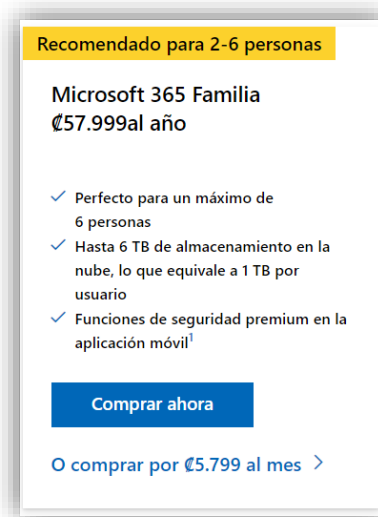 Recomendado para 2-6 personas
Microsoft 365 Familia
₡57.999al año
Perfecto para un máximo de
6 personas
Hasta 6 TB de almacenamiento en la
nube, lo que equivale a 1 TB por
usuario
Funciones de seguridad premium en la
aplicación móvil¹
Comprar ahora
O comprar por ₡5.799 al mes